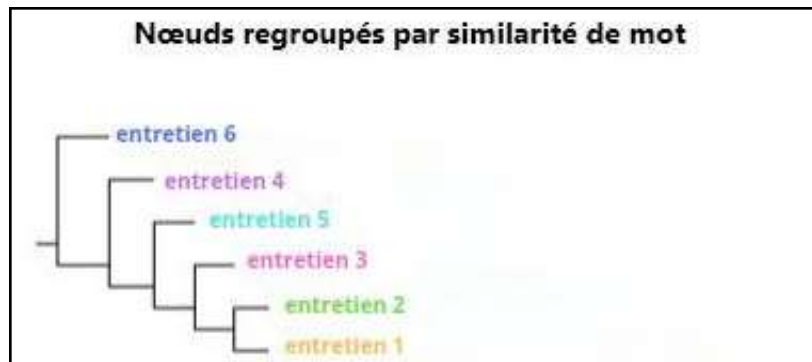 Nœuds regroupés par similarité de mot
entretien 6
entretien 4
entretien 5
entretien 3
entretien 2
entretien 1